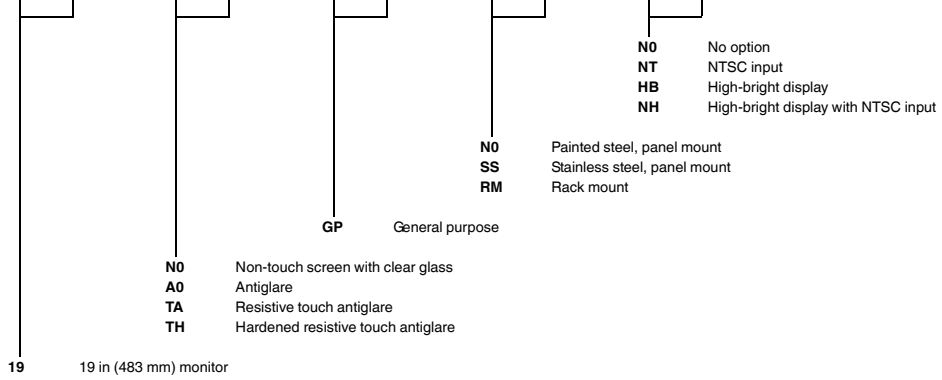 N0 No option
NT NTSC input
HB High-bright display
NH High-bright display with NTSC input
N0 Painted steel, panel mount
SS Stainless steel, panel mount
RM Rack mount
GP General purpose
N0 Non-touch screen with clear glass
A0 Antiglare
TA Resistive touch antiglare
TH Hardened resistive touch antiglare
19 19 in (483 mm) monitor